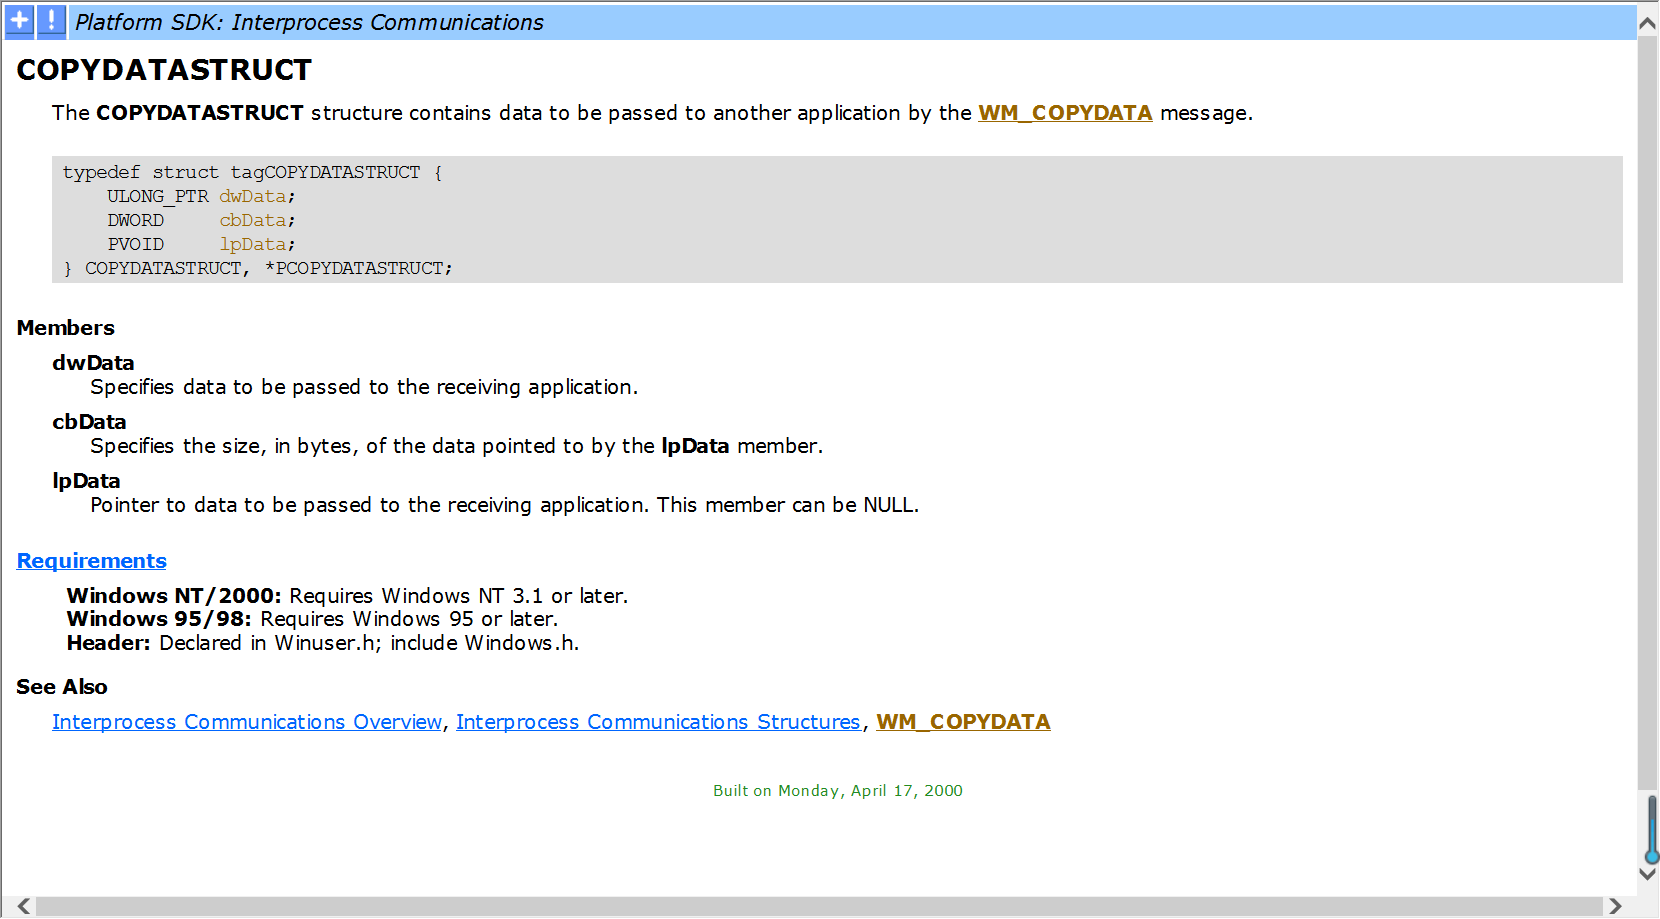 Platform SDK: Interprocess Communications
COPYDATASTRUCT
The COPYDATASTRUCT structure contains data to be passed to another application by the WM_COPYDATA message.
typedef struct tagCOPYDATASTRUCT {
    ULONG_PTR dwData;
    DWORD     cbData;
    PVOID     lpData;
} COPYDATASTRUCT, *PCOPYDATASTRUCT;
Members
dwData
Specifies data to be passed to the receiving application.
cbData
Specifies the size, in bytes, of the data pointed to by the lpData member.
lpData
Pointer to data to be passed to the receiving application. This member can be NULL.
Requirements
Windows NT/2000: Requires Windows NT 3.1 or later.
Windows 95/98: Requires Windows 95 or later.
Header: Declared in Winuser.h; include Windows.h.
See Also
Interprocess Communications Overview, Interprocess Communications Structures, WM_COPYDATA
Built on Monday, April 17, 2000